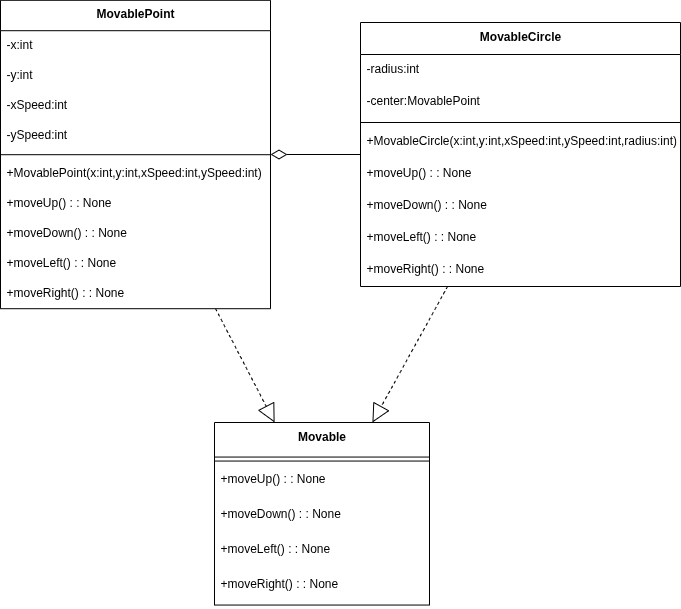 MovablePoint
-x:int
-y:int
-xSpeed:int
-ySpeed:int
+MovablePoint(x:int,y:int,xSpeed:int,ySpeed:int)
+moveUp() : : None
+moveDown() : : None
+moveLeft() : : None
+moveRight() : : None
MovableCircle
-radius:int
-center:MovablePoint
+MovableCircle(x:int,y:int,xSpeed:int,ySpeed:int,radius:int)
+moveUp() : : None
+moveDown() : : None
+moveLeft() : : None
+moveRight() : : None
Movable
+moveUp() : : None
+moveDown() : : None
+moveLeft() : : None
+moveRight() : : None